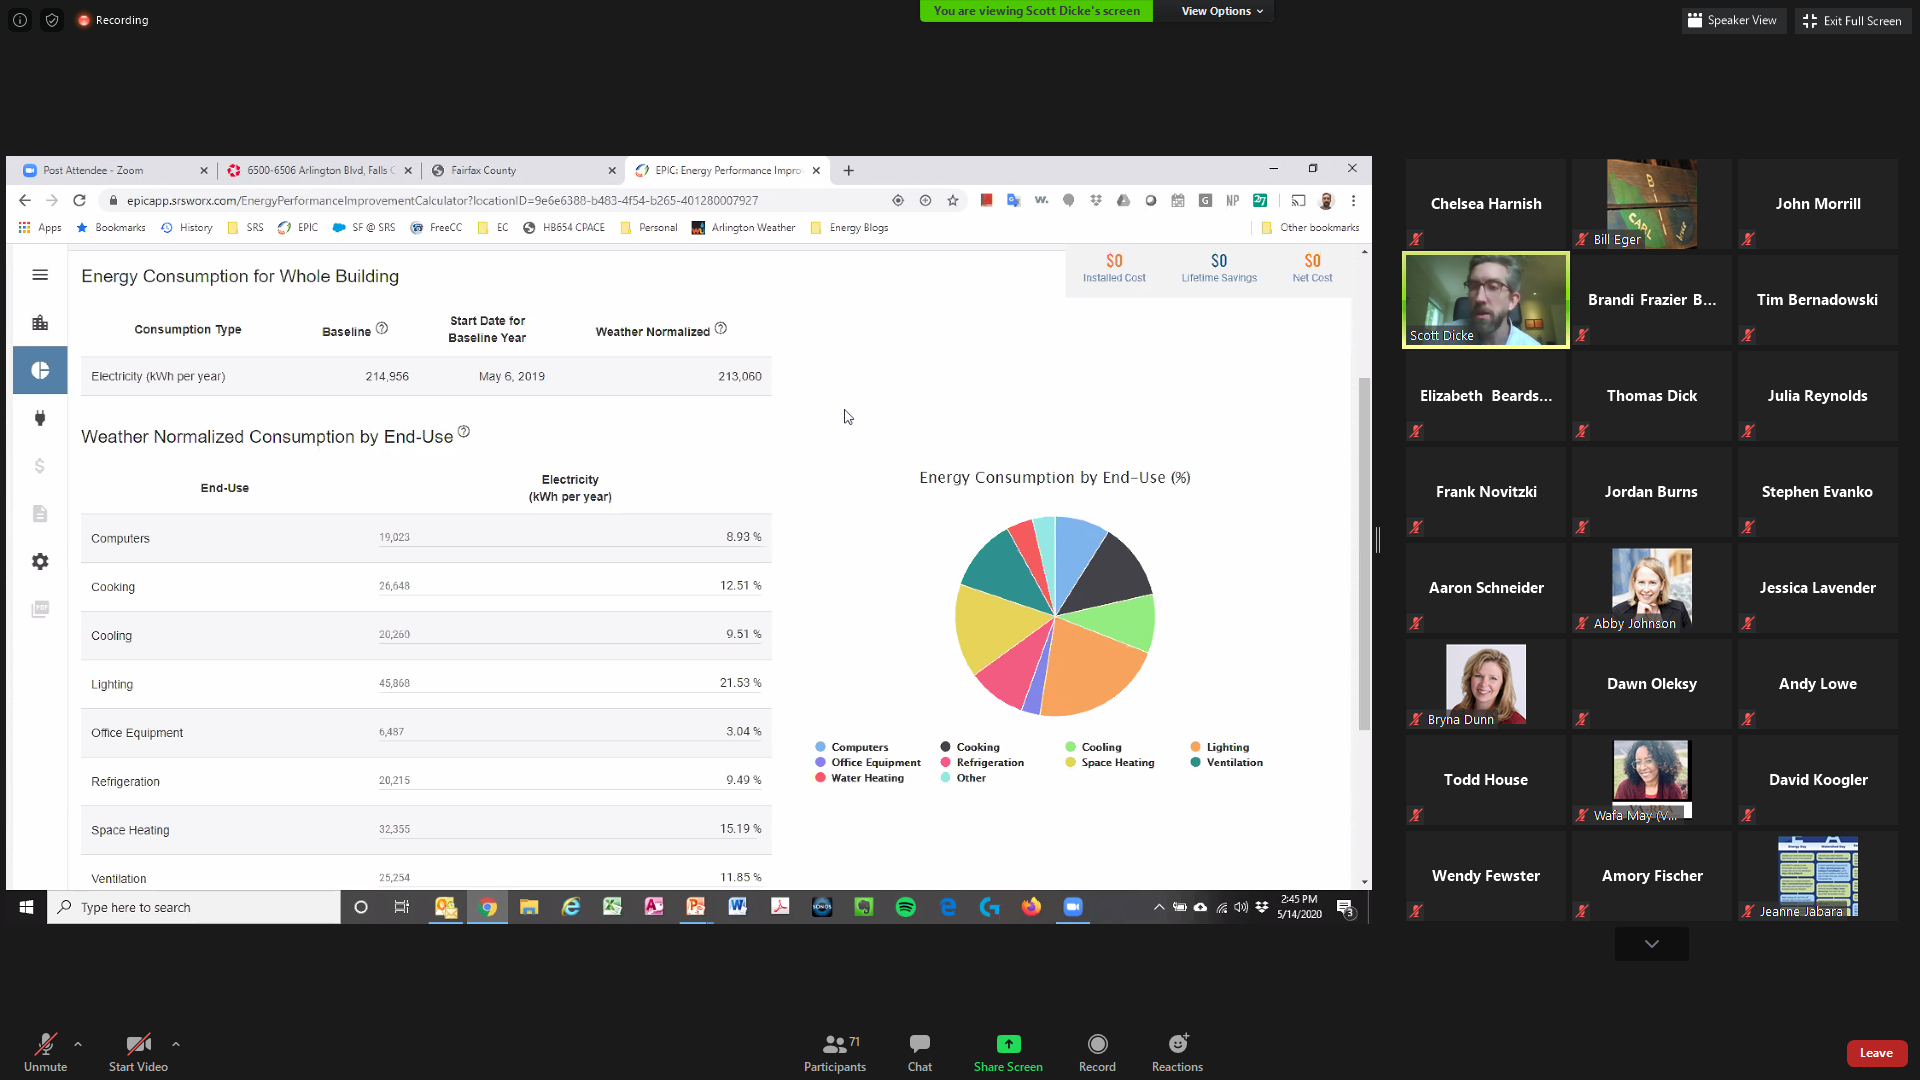 Recording
You are viewing Scott Dicke's screen
View Options
Speaker View
Exit Full Screen
Post Attendee - Zoom
6500-6506 Arlington Blvd, Falls C
Fairfax County
EPIC: Energy Performance Impro
epicapp.srsworx.com/EnergyPerformanceImprovementCalculator?locationID=9e6e6388-b483-4f54-b265-401280007927
Apps
Bookmarks
History
SRS
EPIC
SF @ SRS
FreeCC
EC
HB654 CPACE
Personal
Arlington Weather
Energy Blogs
Other bookmarks
Energy Consumption for Whole Building
$0
Installed Cost
$0
Lifetime Savings
$0
Net Cost
Consumption Type
Baseline
Start Date for
Baseline Year
Weather Normalized
Electricity (kWh per year)
214,956
May 6, 2019
213,060
Weather Normalized Consumption by End-Use
End-Use
Electricity
(kWh per year)
Computers
19,023
8.93 %
Cooking
26,648
12.51 %
Cooling
20,260
9.51 %
Lighting
45,868
21.53 %
Office Equipment
6,487
3.04 %
Refrigeration
20,215
9.49 %
Space Heating
32,355
15.19 %
Ventilation
25,254
11.85 %
Energy Consumption by End-Use (%)
Computers
Cooking
Cooling
Lighting
Office Equipment
Refrigeration
Space Heating
Ventilation
Water Heating
Other
Type here to search
2:45 PM
5/14/2020
3
Chelsea Harnish
Bill Eger
John Morrill
Scott Dicke
Brandi Frazier B...
Tim Bernadowski
Elizabeth Beards...
Thomas Dick
Julia Reynolds
Frank Novitzki
Jordan Burns
Stephen Evanko
Aaron Schneider
Abby Johnson
Jessica Lavender
Bryna Dunn
Dawn Oleksy
Andy Lowe
Todd House
Wafa May (V...
David Koogler
Wendy Fewster
Amory Fischer
Jeanne Jabara
Unmute
Start Video
Participants
71
Chat
Share Screen
Record
Reactions
Leave